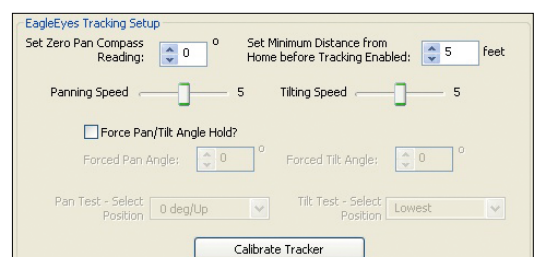 EagleEyes Tracking Setup
Set Zero Pan Compass Reading: 0 o Set Minimum Distance from Home before Tracking Enabled: 5 feet
Panning Speed 5 Tilting Speed 5
Force Pan/Tilt Angle Hold?
Forced Pan Angle: 0 o Forced Tilt Angle: 0 o
Pan Test - Select Position 0 deg/Up Tilt Test - Select Position Lowest
Calibrate Tracker